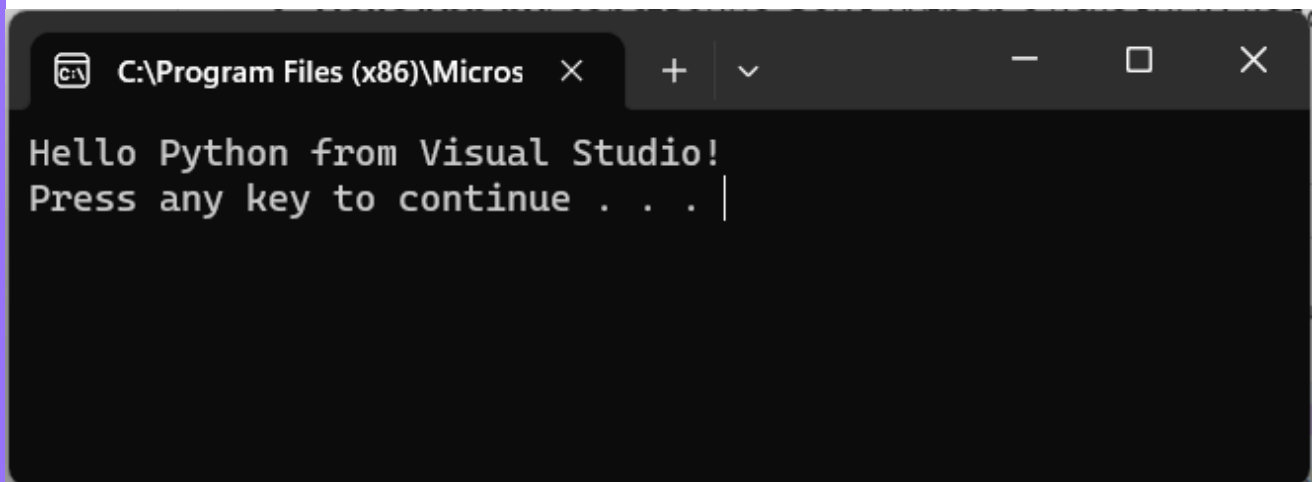 C:\Program Files (x86)\Micros
Hello Python from Visual Studio!
Press any key to continue . . .